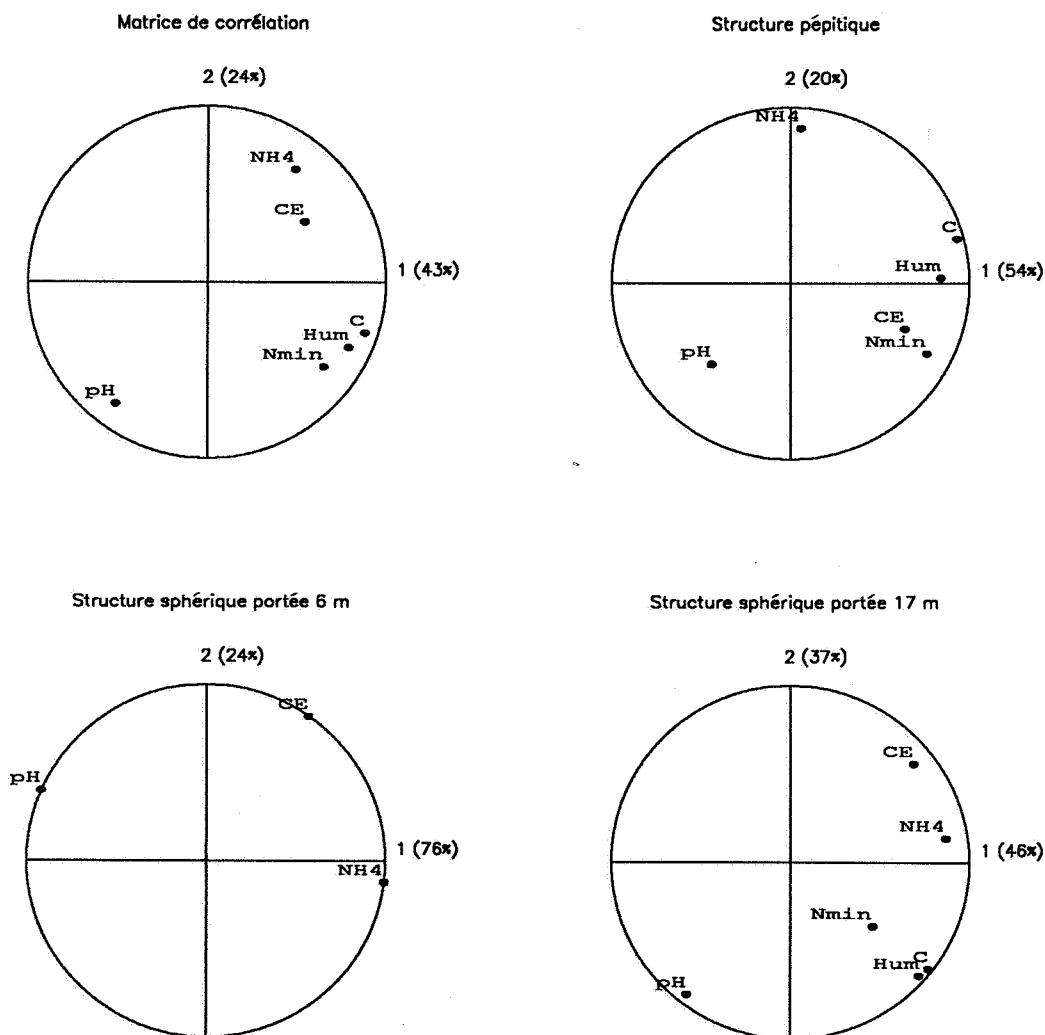 Matrice de corrélation
2 (24%)
NH4
CE
1 (43%)
C
Hum
Nmin
pH
Structure pépitique
2 (20%)
NH4
C
Hum
1 (54%)
CE
Nmin
pH
Structure sphérique portée 6 m
2 (24%)
CE
pH
1 (76%)
NH4
Structure sphérique portée 17 m
2 (37%)
CE
NH4
1 (46%)
Nmin
C
Hum
pH